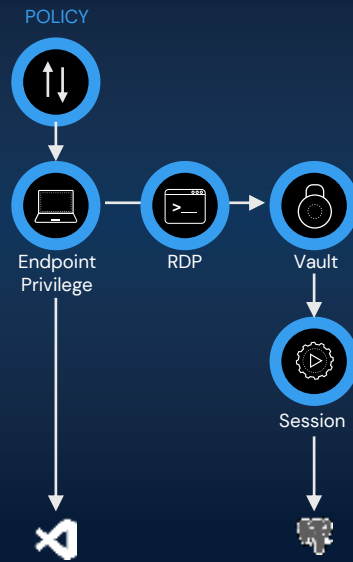 POLICY
>_
Endpoint
Privilege
RDP
Vault
Session